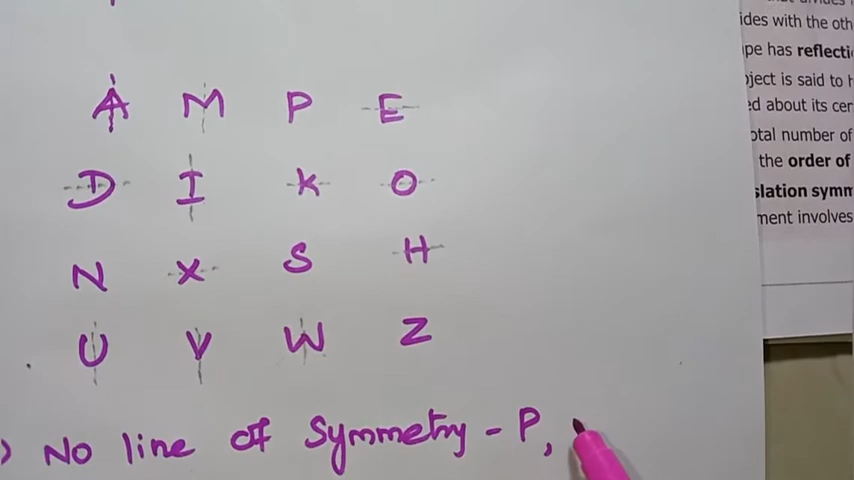 A M P E
D I K O
N X S H
U V W Z
) No line of Symmetry - P,
ides with the oth
pe has reflecti
ject is said to h
ed about its cer
otal number of
the order of
slation symm
ment involves